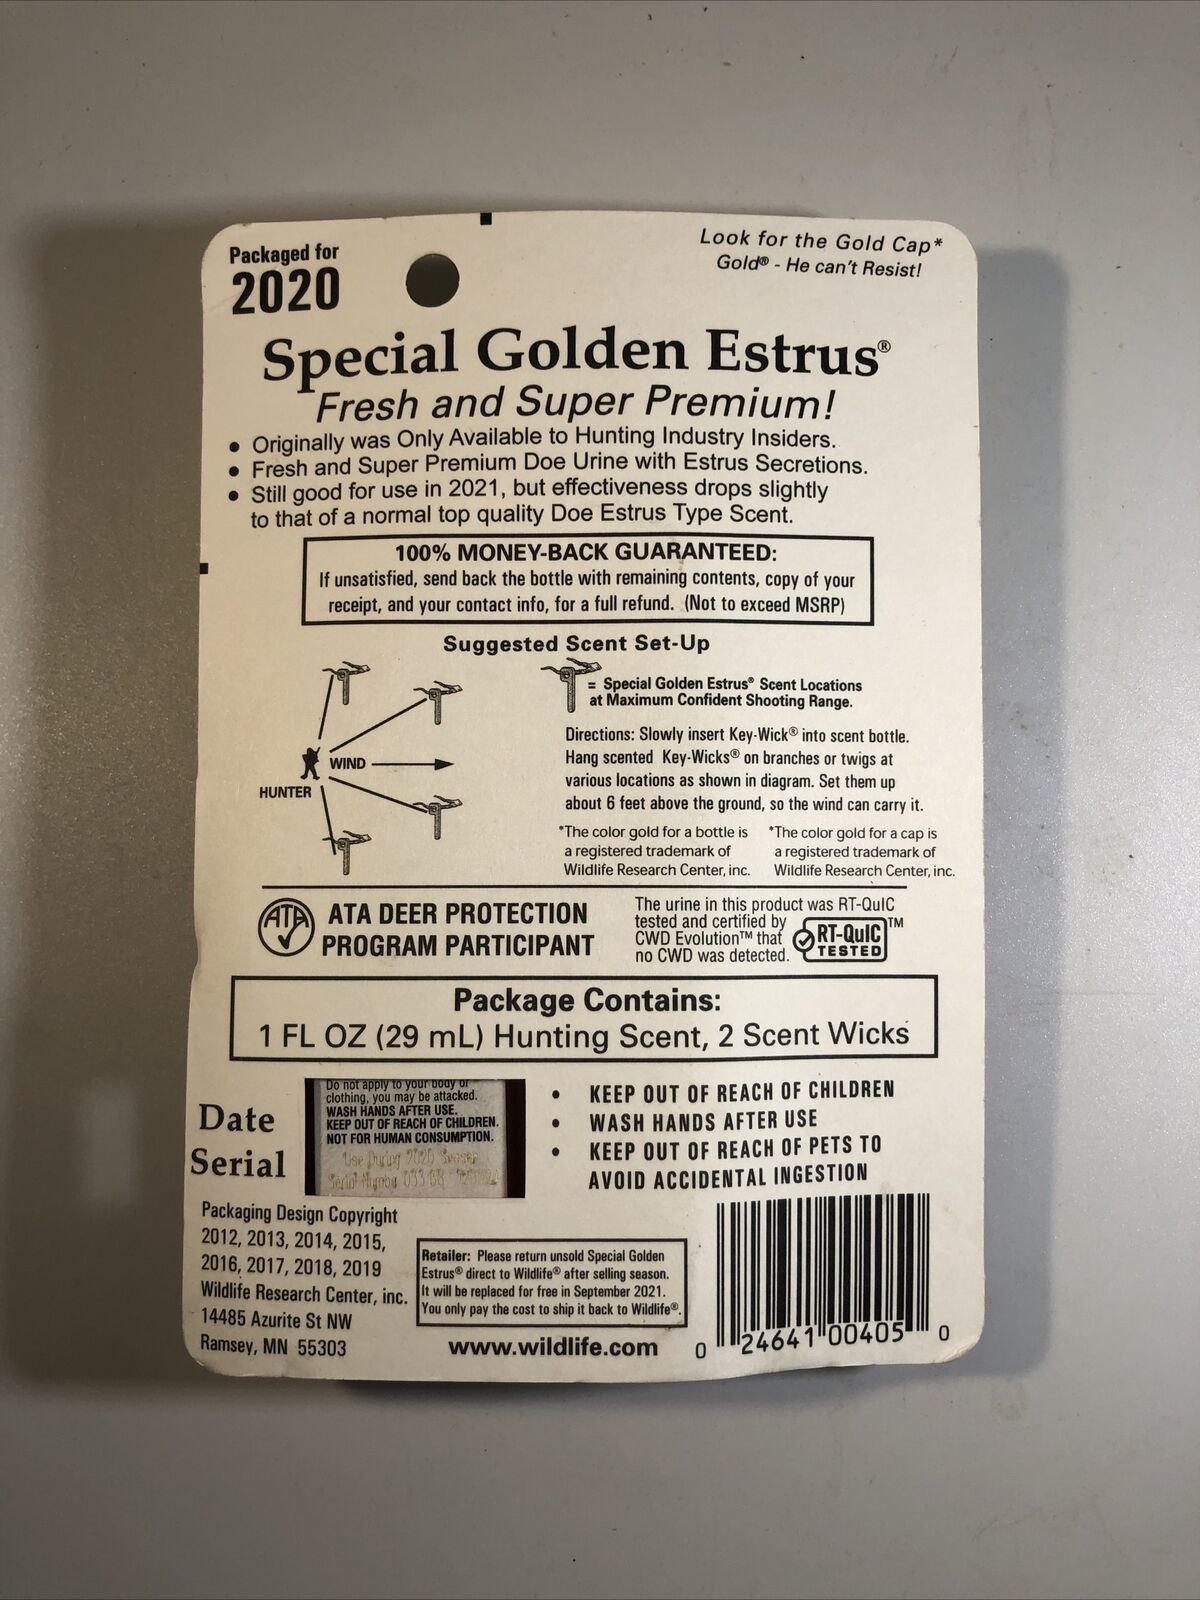 Packaged for
2020
Look for the Gold Cap*
Gold® - He can't Resist!
Special Golden Estrus®
Fresh and Super Premium!
• Originally was Only Available to Hunting Industry Insiders.
• Fresh and Super Premium Doe Urine with Estrus Secretions.
• Still good for use in 2021, but effectiveness drops slightly
to that of a normal top quality Doe Estrus Type Scent.
100% MONEY-BACK GUARANTEED:
If unsatisfied, send back the bottle with remaining contents, copy of your
receipt, and your contact info, for a full refund. (Not to exceed MSRP)
Suggested Scent Set-Up
= Special Golden Estrus® Scent Locations
at Maximum Confident Shooting Range.
WIND
HUNTER
Directions: Slowly insert Key-Wick® into scent bottle.
Hang scented Key-Wicks® on branches or twigs at
various locations as shown in diagram. Set them up
about 6 feet above the ground, so the wind can carry it.
*The color gold for a bottle is
a registered trademark of
Wildlife Research Center, inc.
*The color gold for a cap is
a registered trademark of
Wildlife Research Center, inc.
ATA
ATA DEER PROTECTION
PROGRAM PARTICIPANT
The urine in this product was RT-QuIC
tested and certified by
CWD Evolution™ that
no CWD was detected.
RT-QuIC™
TESTED
Package Contains:
1 FL OZ (29 mL) Hunting Scent, 2 Scent Wicks
Date
Serial
Do not apply to your body or
clothing, you may be attacked.
WASH HANDS AFTER USE.
KEEP OUT OF REACH OF CHILDREN.
NOT FOR HUMAN CONSUMPTION.
Use During 2020 Season
Serial Number
• KEEP OUT OF REACH OF CHILDREN
• WASH HANDS AFTER USE
• KEEP OUT OF REACH OF PETS TO
AVOID ACCIDENTAL INGESTION
Packaging Design Copyright
2012, 2013, 2014, 2015,
2016, 2017, 2018, 2019
Wildlife Research Center, inc.
14485 Azurite St NW
Ramsey, MN 55303
Retailer: Please return unsold Special Golden
Estrus® direct to Wildlife® after selling season.
It will be replaced for free in September 2021.
You only pay the cost to ship it back to Wildlife®.
www.wildlife.com
0 24641 00405 0